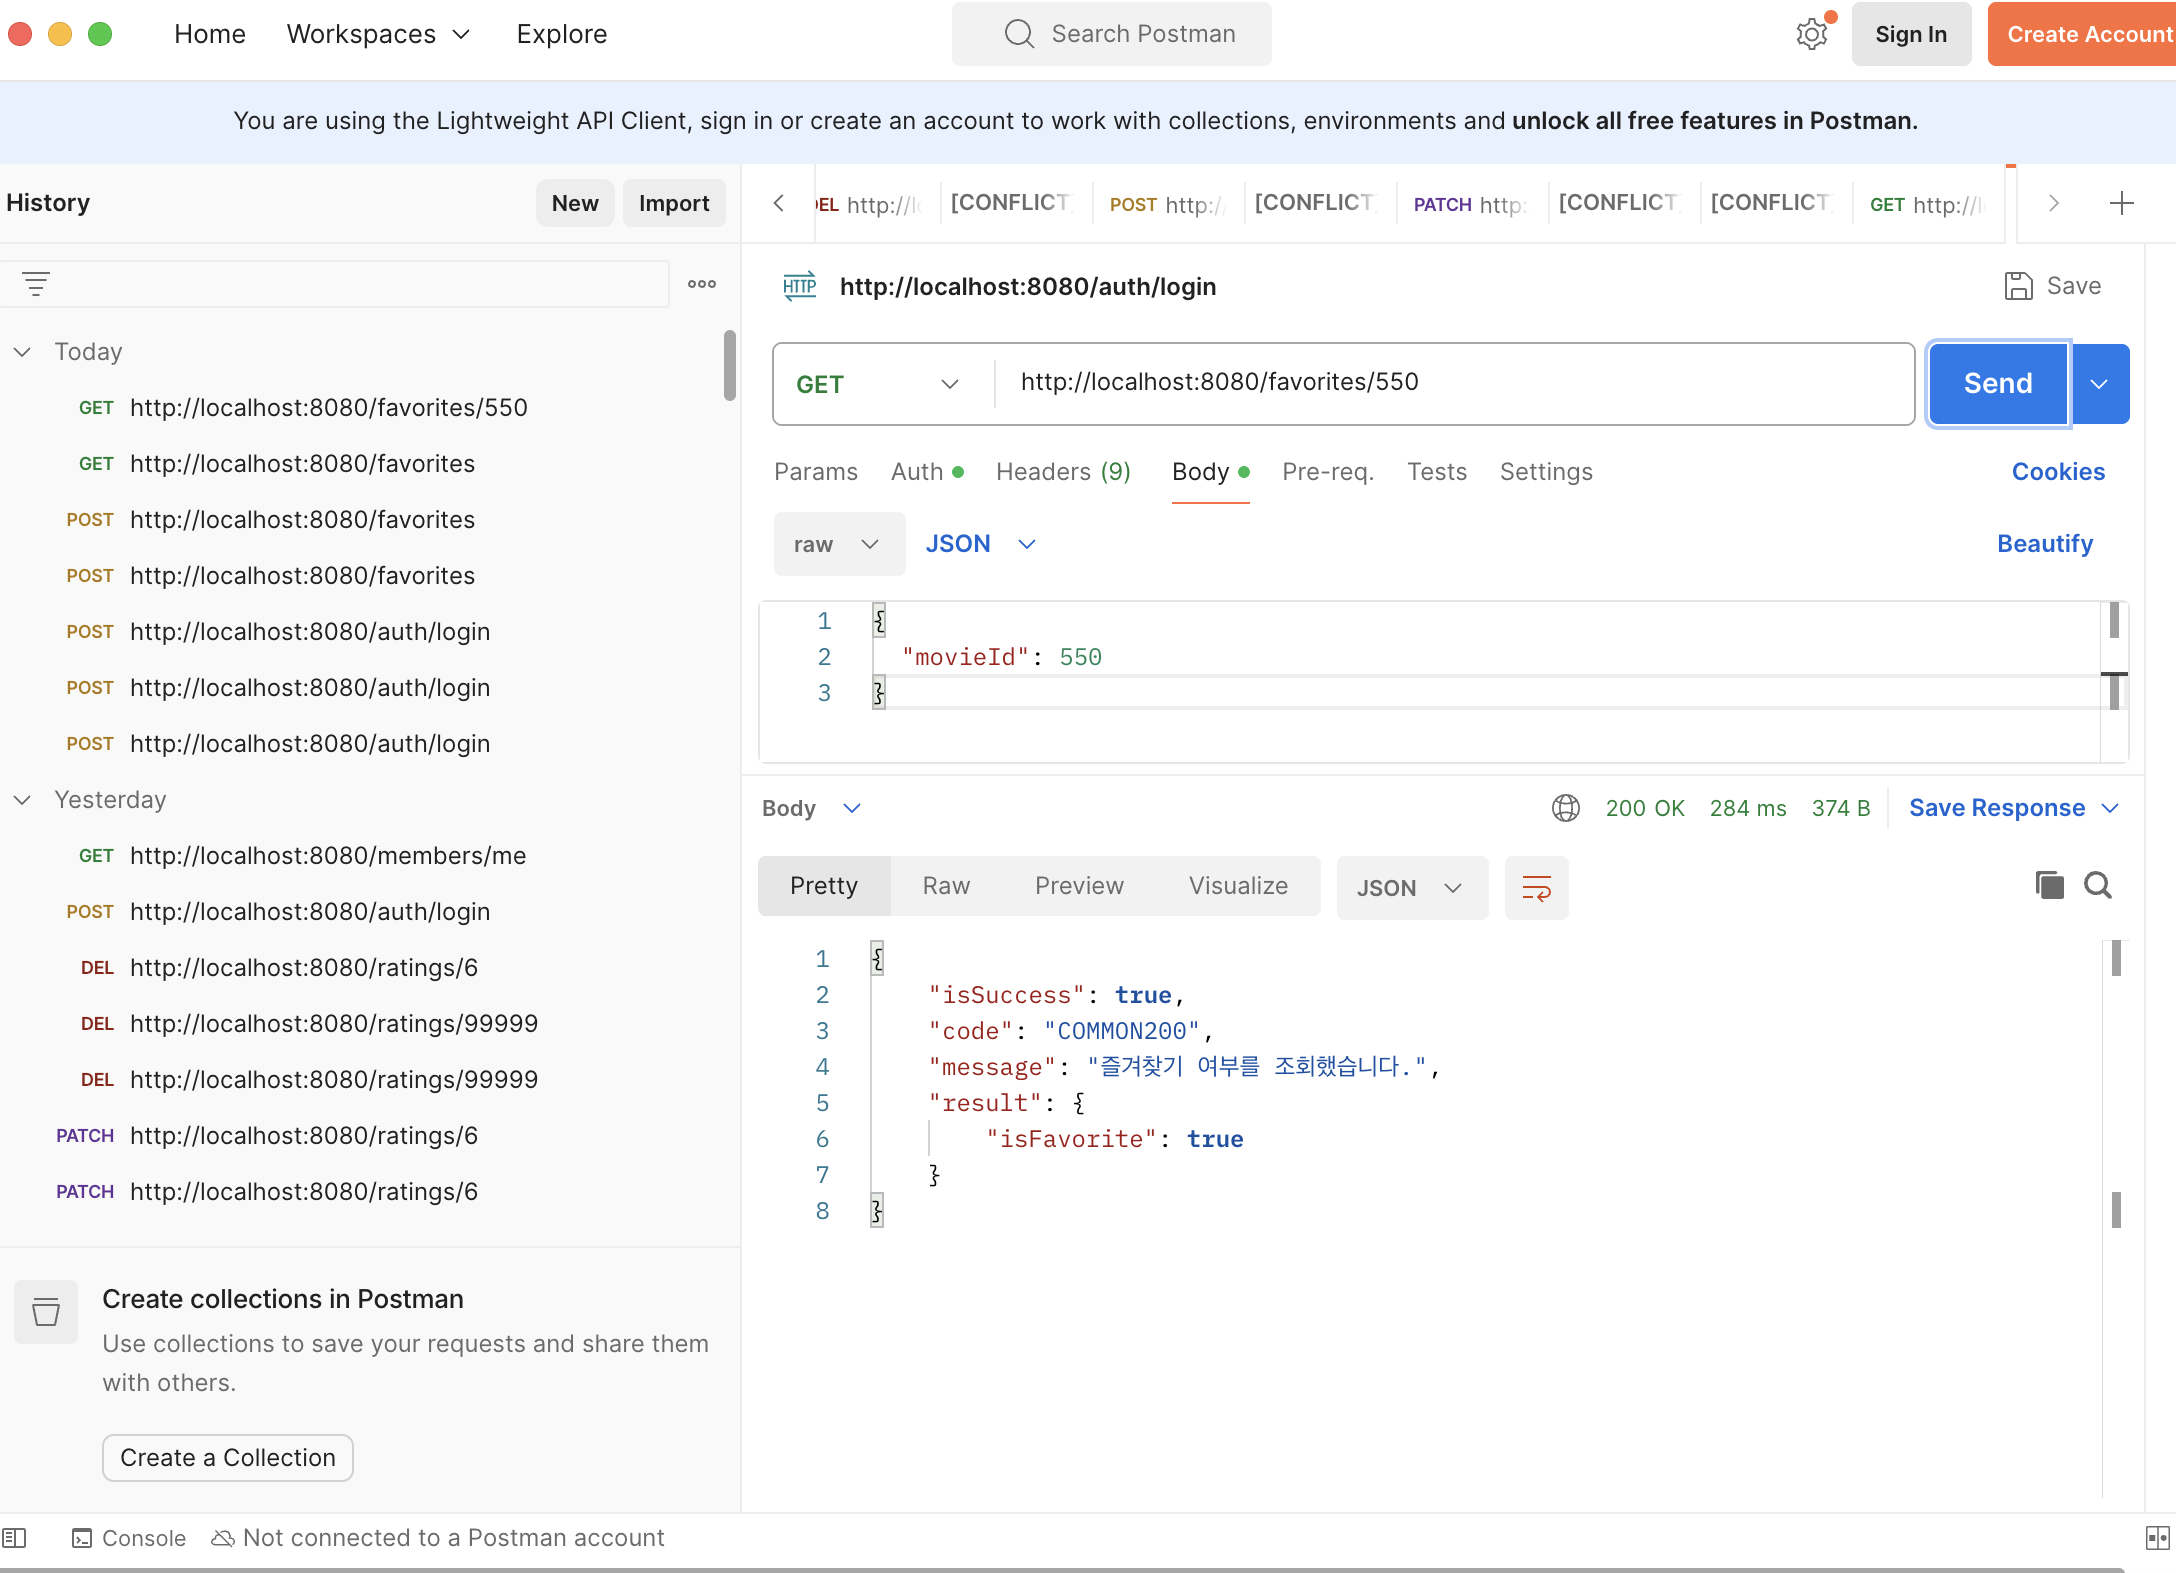 Home Workspaces Explore Search Postman Sign In Create Account
You are using the Lightweight API Client, sign in or create an account to work with collections, environments and unlock all free features in Postman.
History New Import
DEL http://l [CONFLICT POST http:/ [CONFLICT PATCH http: [CONFLICT [CONFLICT GET http://l
HTTP http://localhost:8080/auth/login Save
GET http://localhost:8080/favorites/550 Send
Params Auth Headers (9) Body Pre-req. Tests Settings Cookies
raw JSON Beautify
1 {
2 "movieId": 550
3 }
Today
GET http://localhost:8080/favorites/550
GET http://localhost:8080/favorites
POST http://localhost:8080/favorites
POST http://localhost:8080/favorites
POST http://localhost:8080/auth/login
POST http://localhost:8080/auth/login
POST http://localhost:8080/auth/login
Yesterday
GET http://localhost:8080/members/me
POST http://localhost:8080/auth/login
DEL http://localhost:8080/ratings/6
DEL http://localhost:8080/ratings/99999
DEL http://localhost:8080/ratings/99999
PATCH http://localhost:8080/ratings/6
PATCH http://localhost:8080/ratings/6
Body 200 OK 284 ms 374 B Save Response
Pretty Raw Preview Visualize JSON
1 {
2 "isSuccess": true,
3 "code": "COMMON200",
4 "message": "즐겨찾기 여부를 조회했습니다.",
5 "result": {
6 "isFavorite": true
7 }
8 }
Create collections in Postman
Use collections to save your requests and share them
with others.
Create a Collection
Console Not connected to a Postman account